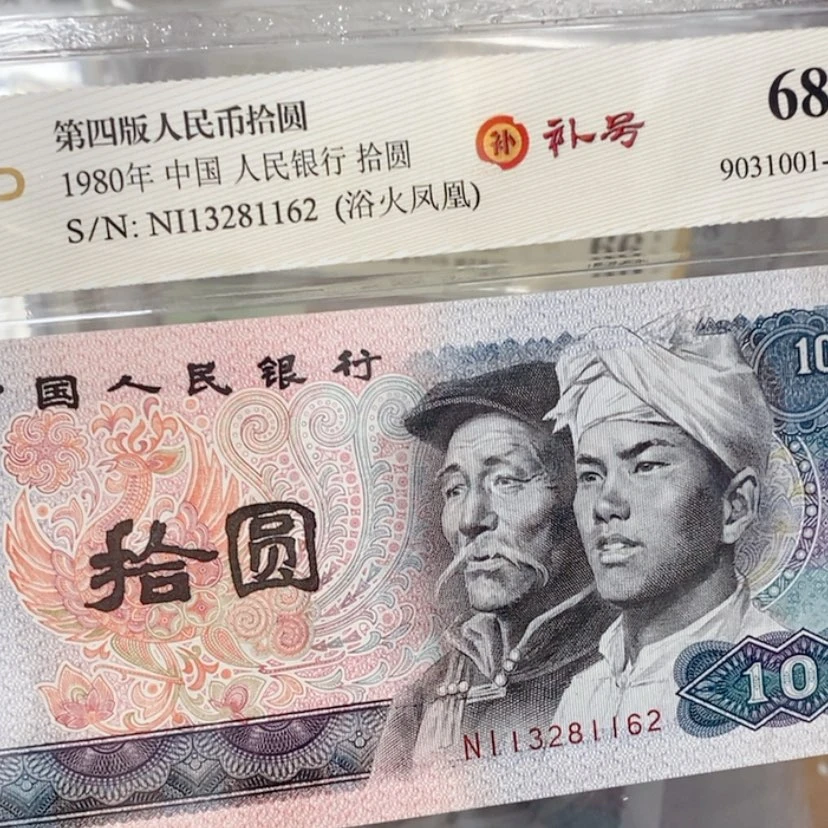 第四版人民币拾圆
1980年 中国 人民银行 拾圆
S/N: NI13281162 (浴火凤凰)
补 补号
68
9031001-
国人民银行
10
拾圆
10
NI13281162